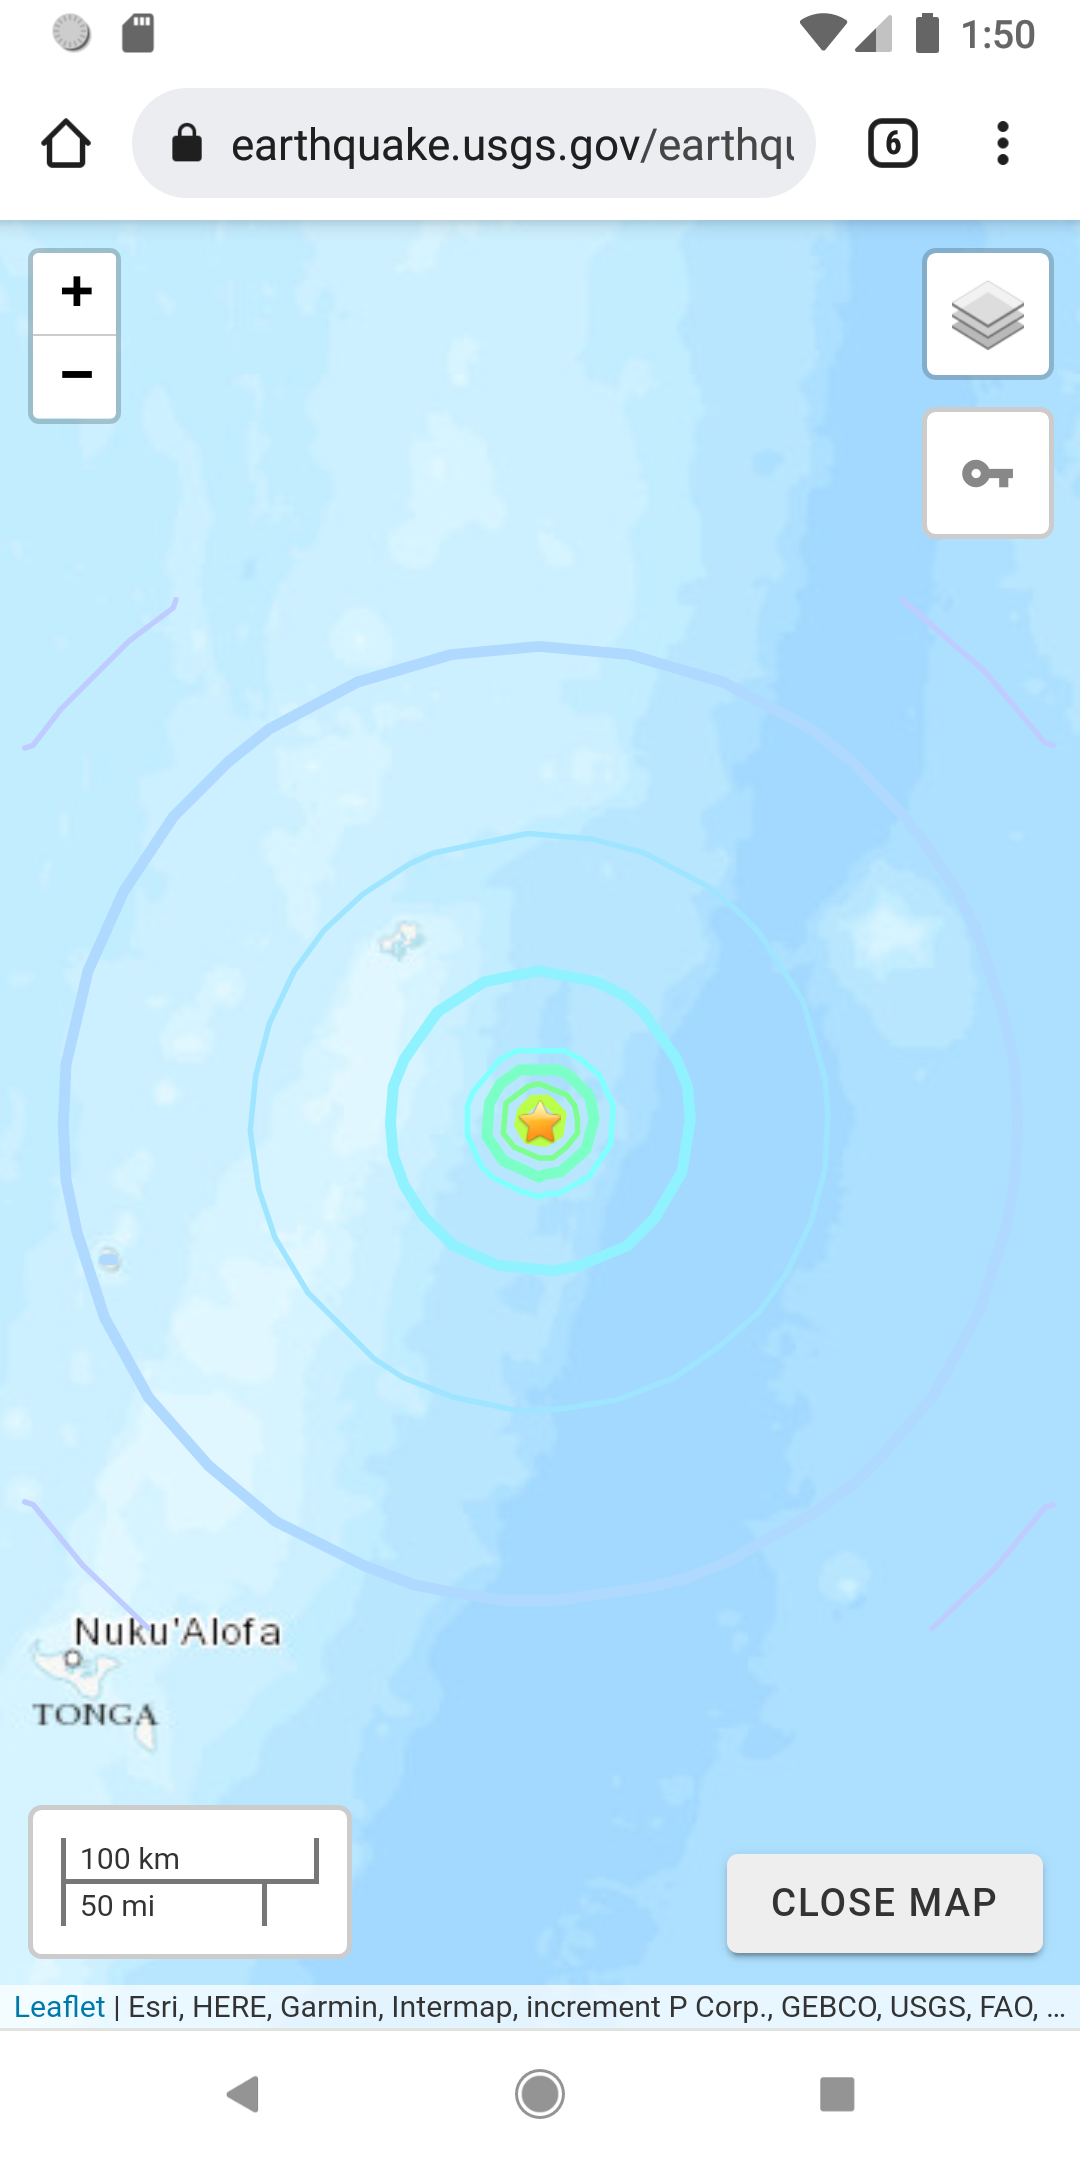 1:50
earthquake.usgs.gov/earthqu
6
+
−
Nuku'Alofa
TONGA
100 km
50 mi
CLOSE MAP
Leaflet | Esri, HERE, Garmin, Intermap, increment P Corp., GEBCO, USGS, FAO, ...